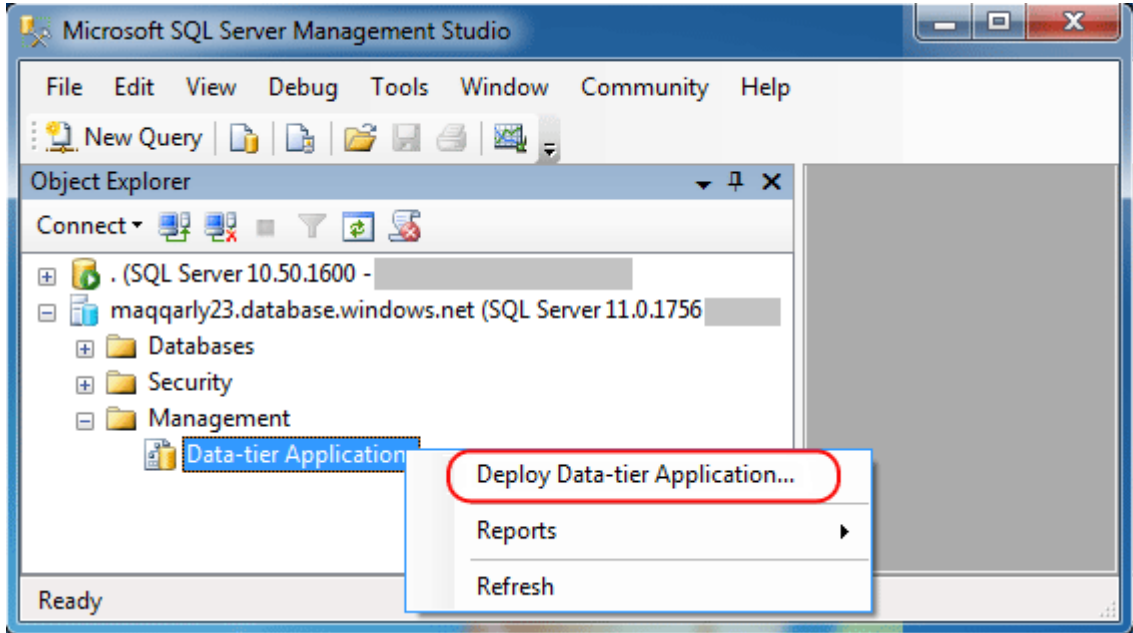 Microsoft SQL Server Management Studio
File Edit View Debug Tools Window Community Help
New Query
Object Explorer
Connect
. (SQL Server 10.50.1600 -
maqqarly23.database.windows.net (SQL Server 11.0.1756
Databases
Security
Management
Data-tier Application
Deploy Data-tier Application...
Reports
Refresh
Ready